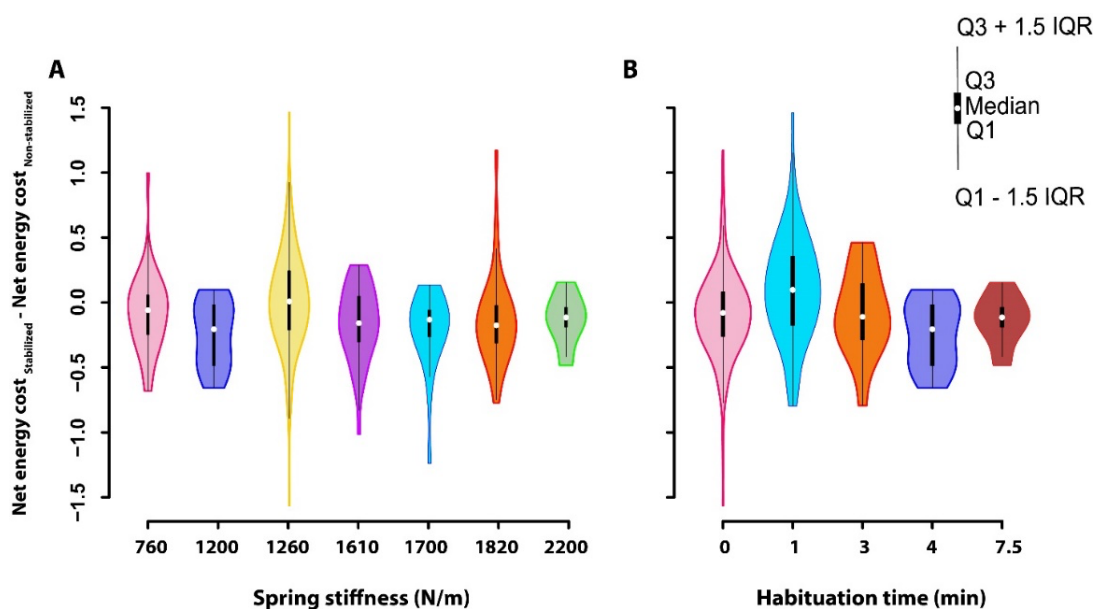 A
B
Q3 + 1.5 IQR
Q3
Median
Q1
Q1 - 1.5 IQR
Net energy cost Stabilized - Net energy cost Non-stabilized
1.5
1.0
0.5
0.0
−0.5
−1.0
−1.5
760 1200 1260 1610 1700 1820 2200
Spring stiffness (N/m)
0 1 3 4 7.5
Habituation time (min)